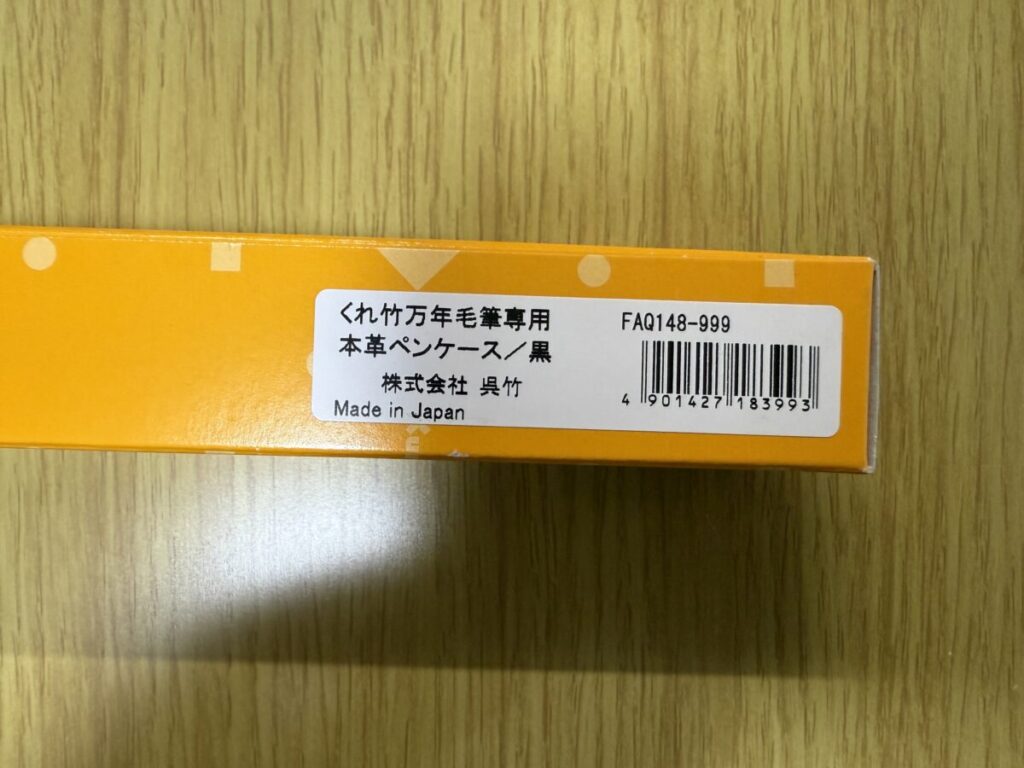 くれ竹万年毛筆専用
本革ペンケース/黒
株式会社 呉竹
Made in Japan
FAQ148-999
4 901427 183993